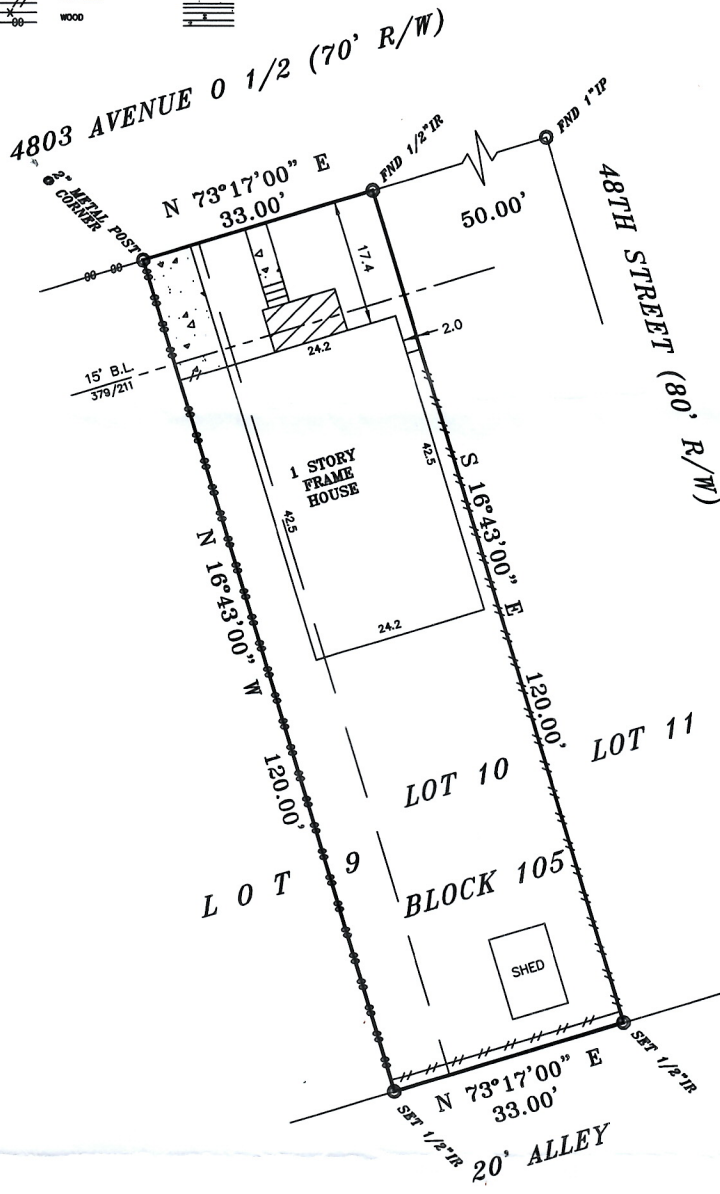 WOOD
4803 AVENUE O 1/2 (70' R/W)
2" METAL POST
CORNER
FND 1/2"IR
FND 1"IP
N 73°17'00" E
33.00'
50.00'
48TH STREET (80' R/W)
17.4
2.0
15' B.L.
379/211
24.2
1 STORY
FRAME
HOUSE
42.5
42.5
24.2
S 16°43'00" E
120.00'
N 16°43'00" W
120.00'
LOT 10
LOT 11
LOT 9
BLOCK 105
SHED
N 73°17'00" E
33.00'
SET 1/2"IR
SET 1/2"IR
20' ALLEY